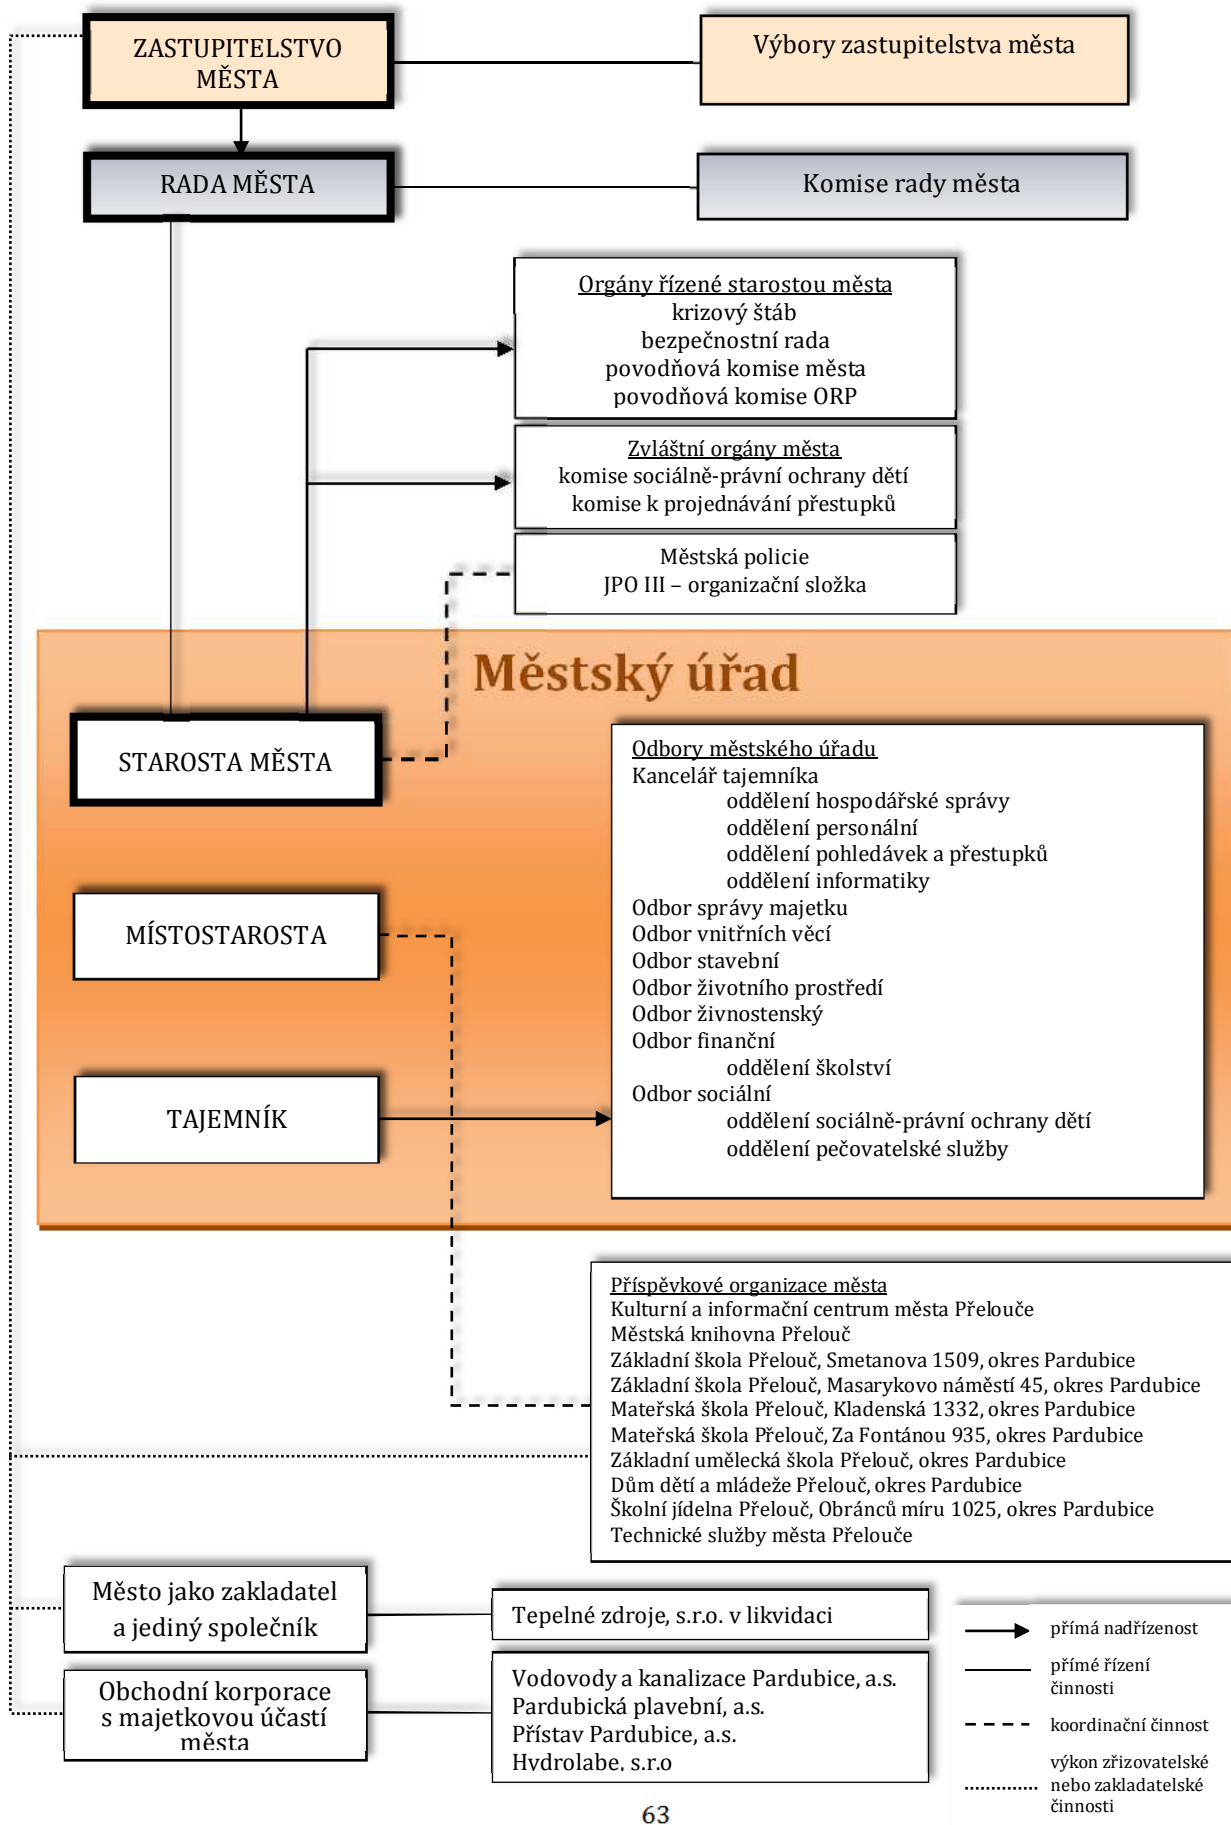 ZASTUPITELSTVO
MĚSTA
Výbory zastupitelstva města
RADA MĚSTA
Komise rady města
Orgány řízené starostou města
krizový štáb
bezpečnostní rada
povodňová komise města
povodňová komise ORP
Zvláštní orgány města
komise sociálně-právní ochrany dětí
komise k projednávání přestupků
Městská policie
JPO III – organizační složka
Městský úřad
STAROSTA MĚSTA
MÍSTOSTAROSTA
TAJEMNÍK
Odbory městského úřadu
Kancelář tajemníka
oddělení hospodářské správy
oddělení personální
oddělení pohledávek a přestupků
oddělení informatiky
Odbor správy majetku
Odbor vnitřních věcí
Odbor stavební
Odbor životního prostředí
Odbor živnostenský
Odbor finanční
oddělení školství
Odbor sociální
oddělení sociálně-právní ochrany dětí
oddělení pečovatelské služby
Příspěvkové organizace města
Kulturní a informační centrum města Přelouče
Městská knihovna Přelouč
Základní škola Přelouč, Smetanova 1509, okres Pardubice
Základní škola Přelouč, Masarykovo náměstí 45, okres Pardubice
Mateřská škola Přelouč, Kladenská 1332, okres Pardubice
Mateřská škola Přelouč, Za Fontánou 935, okres Pardubice
Základní umělecká škola Přelouč, okres Pardubice
Dům dětí a mládeže Přelouč, okres Pardubice
Školní jídelna Přelouč, Obránců míru 1025, okres Pardubice
Technické služby města Přelouče
Město jako zakladatel
a jediný společník
Tepelné zdroje, s.r.o. v likvidaci
Obchodní korporace
s majetkovou účastí
města
Vodovody a kanalizace Pardubice, a.s.
Pardubická plavební, a.s.
Přístav Pardubice, a.s.
Hydrolabe, s.r.o
přímá nadřízenost
přímé řízení
činnosti
koordinační činnost
výkon zřizovatelské
nebo zakladatelské
činnosti
63